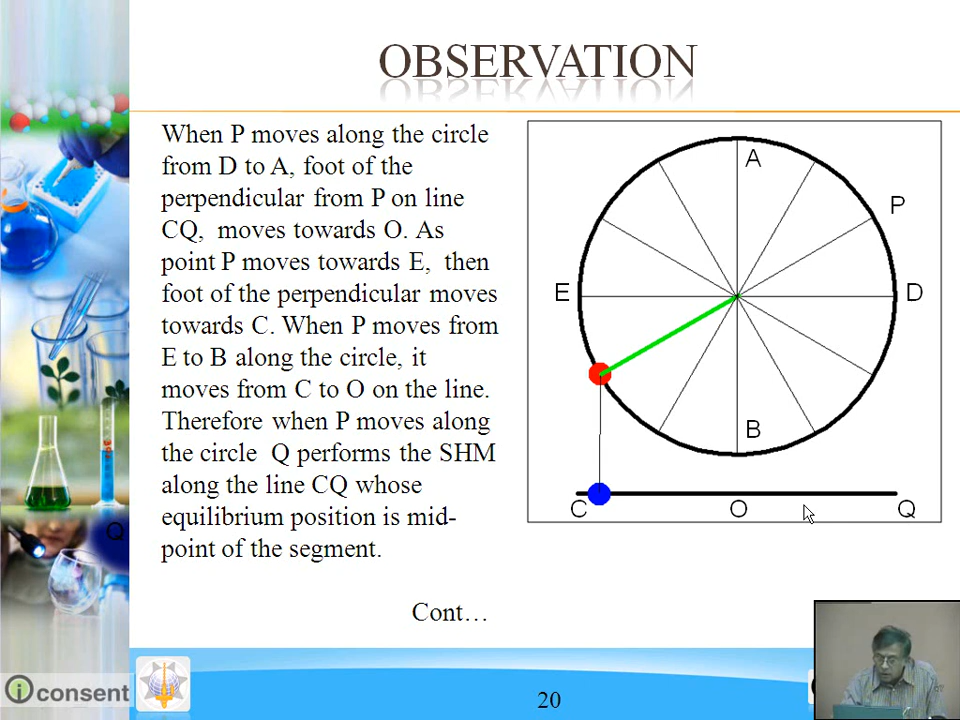 OBSERVATION
When P moves along the circle
from D to A, foot of the
perpendicular from P on line
CQ, moves towards O. As
point P moves towards E, then
foot of the perpendicular moves
towards C. When P moves from
E to B along the circle, it
moves from C to O on the line.
Therefore when P moves along
the circle Q performs the SHM
along the line CQ whose
equilibrium position is mid-
point of the segment.
Cont…
A
P
E
D
B
C O Q
Q
i consent
20